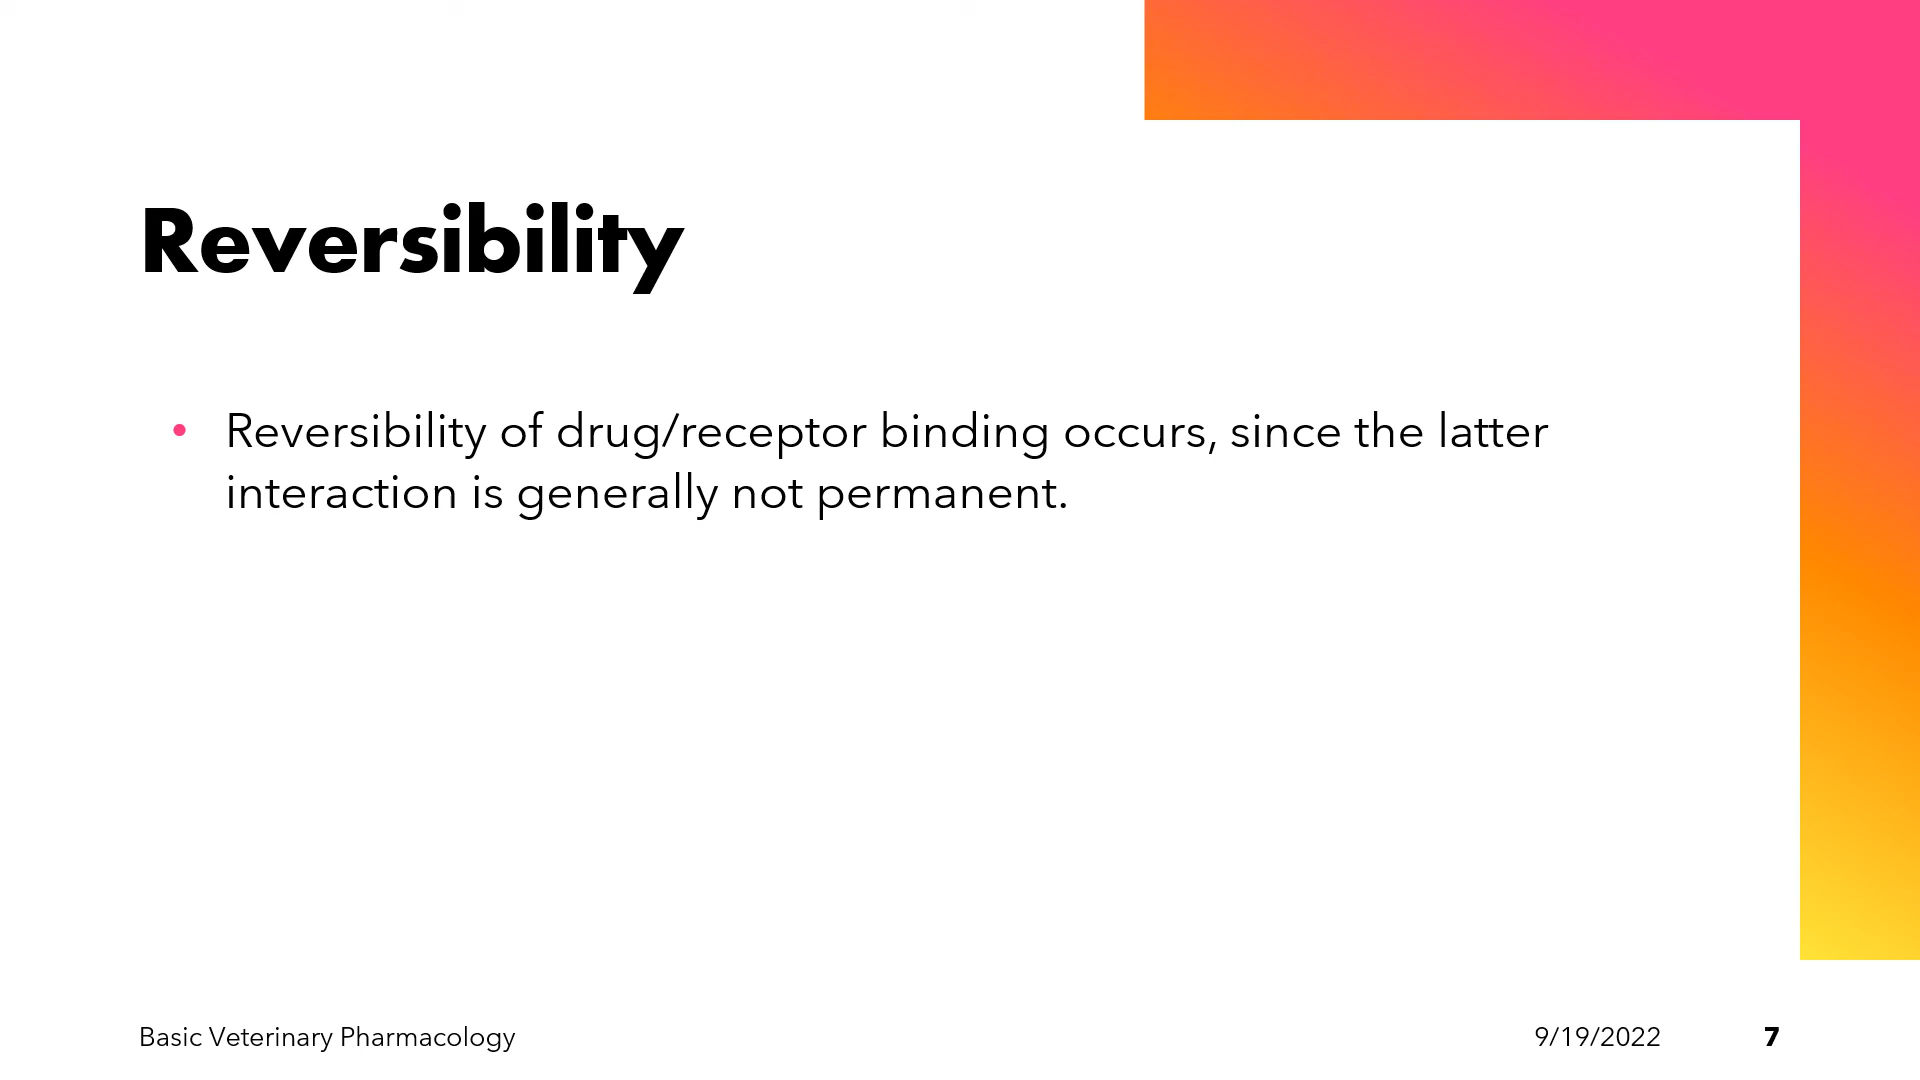 Reversibility
• Reversibility of drug/receptor binding occurs, since the latter
interaction is generally not permanent.
Basic Veterinary Pharmacology 9/19/2022 7